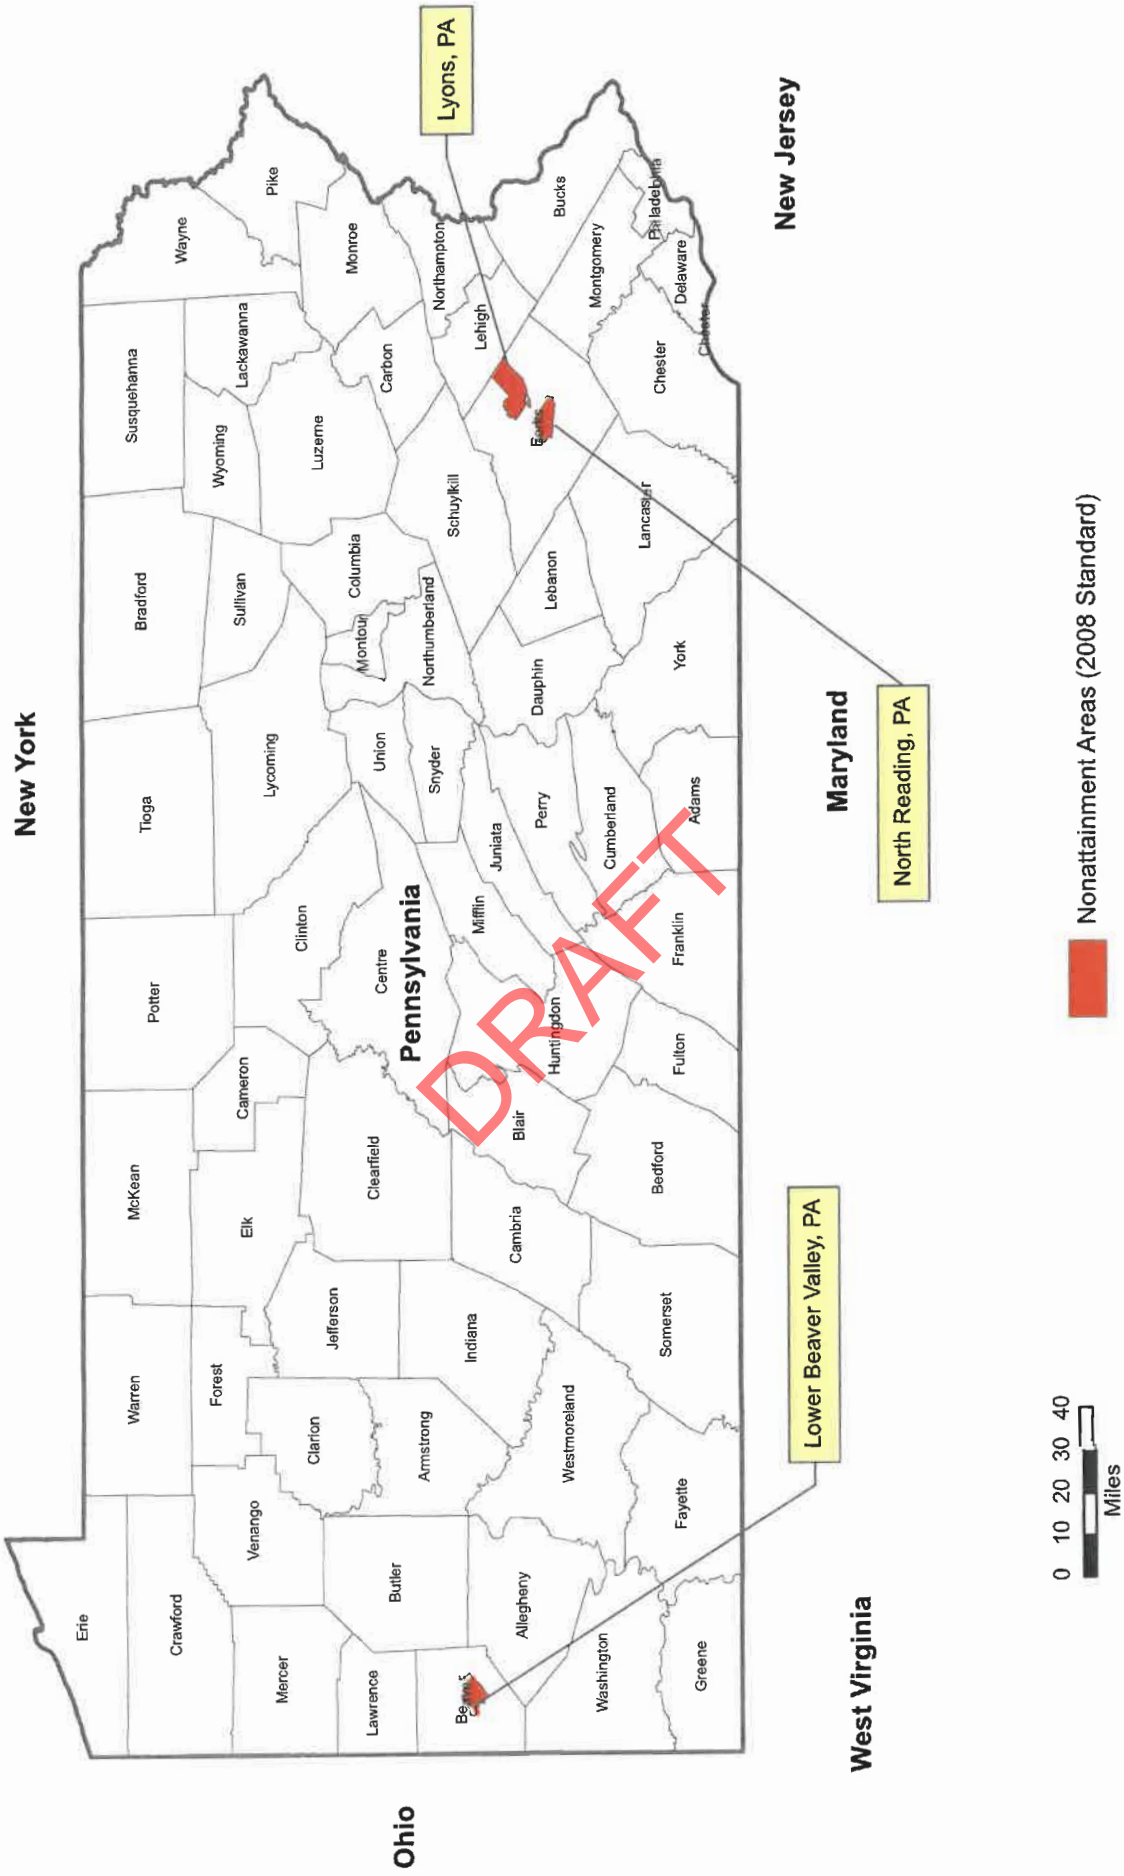 New York
Erie
Warren
McKean
Potter
Tioga
Bradford
Susquehanna
Wayne
Crawford
Forest
Elk
Cameron
Sullivan
Wyoming
Lackawanna
Pike
Venango
Clinton
Lycoming
Luzerne
Monroe
Mercer
Clarion
Jefferson
Clearfield
Centre
Union
Montour
Columbia
Carbon
Lawrence
Butler
Armstrong
Pennsylvania
Snyder
Northumberland
Schuylkill
Northampton
Lyons, PA
Ohio
Indiana
Mifflin
Juniata
Lehigh
Allegheny
Cambria
Blair
Huntingdon
Perry
Dauphin
Lebanon
Bucks
Washington
Westmoreland
Cumberland
Montgomery
Greene
Fayette
Somerset
Bedford
Fulton
Franklin
Adams
York
Lancaster
Chester
Delaware
Philadelphia
Chester
New Jersey
DRAFT
Lower Beaver Valley, PA
Maryland
West Virginia
North Reading, PA
0 10 20 30 40
Miles
Nonattainment Areas (2008 Standard)